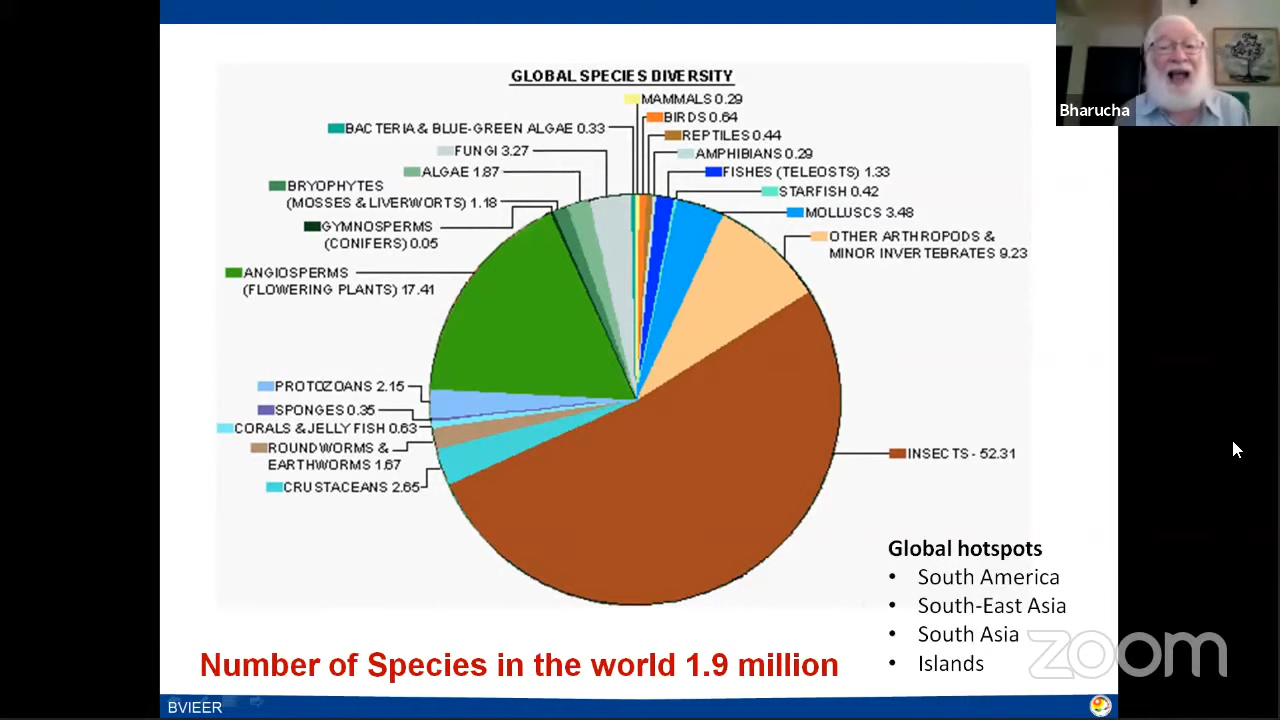 GLOBAL SPECIES DIVERSITY
MAMMALS 0.29
BIRDS 0.64
REPTILES 0.44
AMPHIBIANS 0.29
FISHES (TELEOSTS) 1.33
STARFISH 0.42
MOLLUSCS 3.48
OTHER ARTHROPODS &
MINOR INVERTEBRATES 9.23
INSECTS - 52.31
BACTERIA & BLUE-GREEN ALGAE 0.33
FUNGI 3.27
ALGAE 1.87
BRYOPHYTES
(MOSSES & LIVERWORTS) 1.18
GYMNOSPERMS
(CONIFERS) 0.05
ANGIOSPERMS
(FLOWERING PLANTS) 17.41
PROTOZOANS 2.15
SPONGES 0.35
CORALS & JELLY FISH 0.63
ROUNDWORMS &
EARTHWORMS 1.67
CRUSTACEANS 2.65
Global hotspots
• South America
• South-East Asia
• South Asia
• Islands
Number of Species in the world 1.9 million
BVIEER
Bharucha
zoom